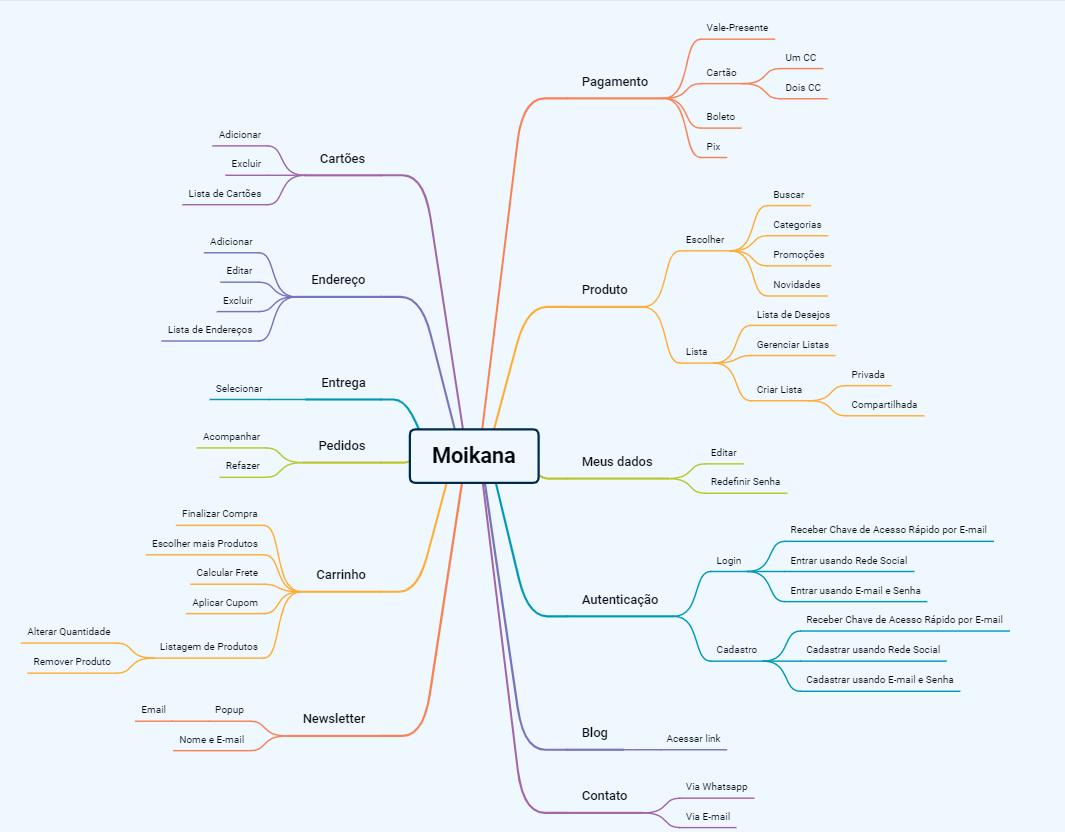 Moikana
Pagamento
Vale-Presente
Cartão
Um CC
Dois CC
Boleto
Pix
Produto
Escolher
Buscar
Categorias
Promoções
Novidades
Lista
Lista de Desejos
Gerenciar Listas
Criar Lista
Privada
Compartilhada
Meus dados
Editar
Redefinir Senha
Autenticação
Login
Receber Chave de Acesso Rápido por E-mail
Entrar usando Rede Social
Entrar usando E-mail e Senha
Cadastro
Receber Chave de Acesso Rápido por E-mail
Cadastrar usando Rede Social
Cadastrar usando E-mail e Senha
Blog
Acessar link
Contato
Via Whatsapp
Via E-mail
Cartões
Adicionar
Excluir
Lista de Cartões
Endereço
Adicionar
Editar
Excluir
Lista de Endereços
Entrega
Selecionar
Pedidos
Acompanhar
Refazer
Carrinho
Finalizar Compra
Escolher mais Produtos
Calcular Frete
Aplicar Cupom
Listagem de Produtos
Alterar Quantidade
Remover Produto
Newsletter
Popup
Email
Nome e E-mail